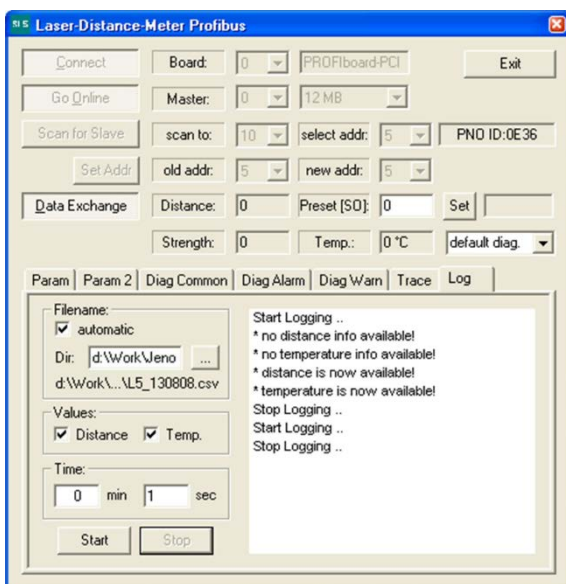 SIS Laser-Distance-Meter Profibus
Connect Board: 0 PROFIboard-PCI Exit
Go Online Master: 0 12 MB
Scan for Slave scan to: 10 select addr: 5 PNO ID:0E36
Set Addr old addr: 5 new addr: 5
Data Exchange Distance: 0 Preset [SO]: 0 Set
Strength: 0 Temp.: 0 °C default diag.
Param Param 2 Diag Common Diag Alarm Diag Warn Trace Log
Filename:
automatic
Dir: d:\Work\Jeno ...
d:\Work\...\L5_130808.csv
Values:
Distance Temp.
Time:
0 min 1 sec
Start Stop
Start Logging ..
* no distance info available!
* no temperature info available!
* distance is now available!
* temperature is now available!
Stop Logging ..
Start Logging ..
Stop Logging ..